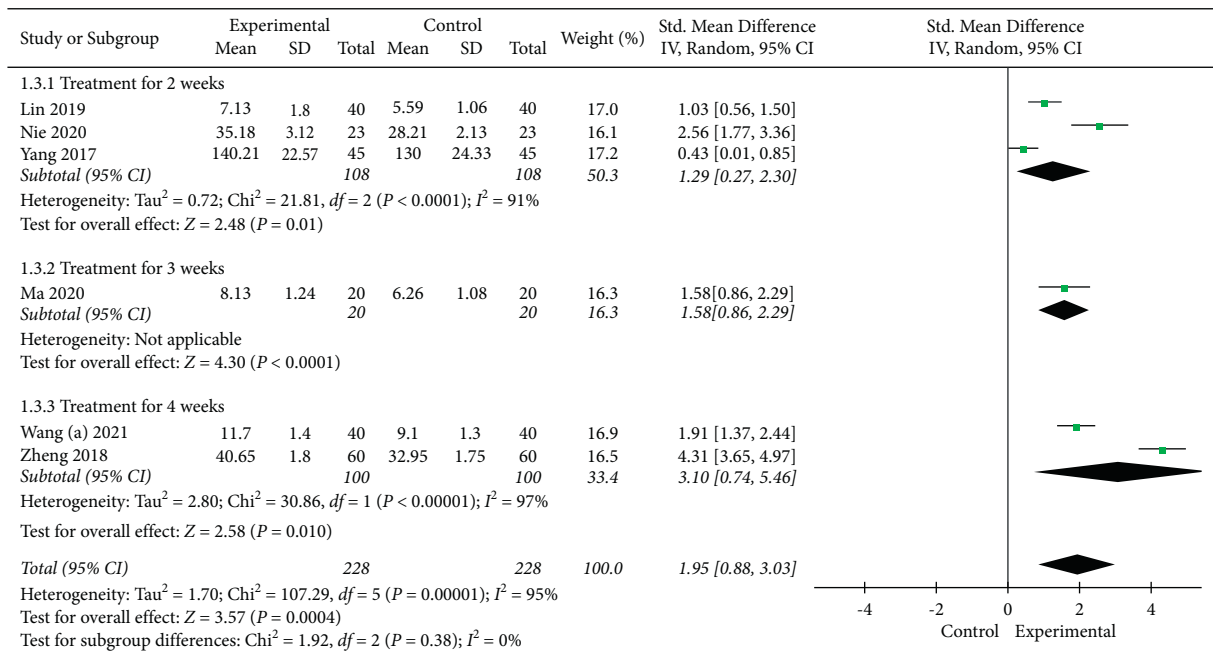 Study or Subgroup Experimental Control Weight (%) Std. Mean Difference IV, Random, 95% CI Std. Mean Difference IV, Random, 95% CI
Mean SD Total Mean SD Total
1.3.1 Treatment for 2 weeks
Lin 2019 7.13 1.8 40 5.59 1.06 40 17.0 1.03 [0.56, 1.50]
Nie 2020 35.18 3.12 23 28.21 2.13 23 16.1 2.56 [1.77, 3.36]
Yang 2017 140.21 22.57 45 130 24.33 45 17.2 0.43 [0.01, 0.85]
Subtotal (95% CI) 108 108 50.3 1.29 [0.27, 2.30]
Heterogeneity: Tau² = 0.72; Chi² = 21.81, df = 2 (P < 0.0001); I² = 91%
Test for overall effect: Z = 2.48 (P = 0.01)
1.3.2 Treatment for 3 weeks
Ma 2020 8.13 1.24 20 6.26 1.08 20 16.3 1.58[0.86, 2.29]
Subtotal (95% CI) 20 20 16.3 1.58[0.86, 2.29]
Heterogeneity: Not applicable
Test for overall effect: Z = 4.30 (P < 0.0001)
1.3.3 Treatment for 4 weeks
Wang (a) 2021 11.7 1.4 40 9.1 1.3 40 16.9 1.91 [1.37, 2.44]
Zheng 2018 40.65 1.8 60 32.95 1.75 60 16.5 4.31 [3.65, 4.97]
Subtotal (95% CI) 100 100 33.4 3.10 [0.74, 5.46]
Heterogeneity: Tau² = 2.80; Chi² = 30.86, df = 1 (P < 0.00001); I² = 97%
Test for overall effect: Z = 2.58 (P = 0.010)
Total (95% CI) 228 228 100.0 1.95 [0.88, 3.03]
Heterogeneity: Tau² = 1.70; Chi² = 107.29, df = 5 (P = 0.00001); I² = 95%
Test for overall effect: Z = 3.57 (P = 0.0004)
Test for subgroup differences: Chi² = 1.92, df = 2 (P = 0.38); I² = 0%
-4 -2 0 2 4
Control Experimental